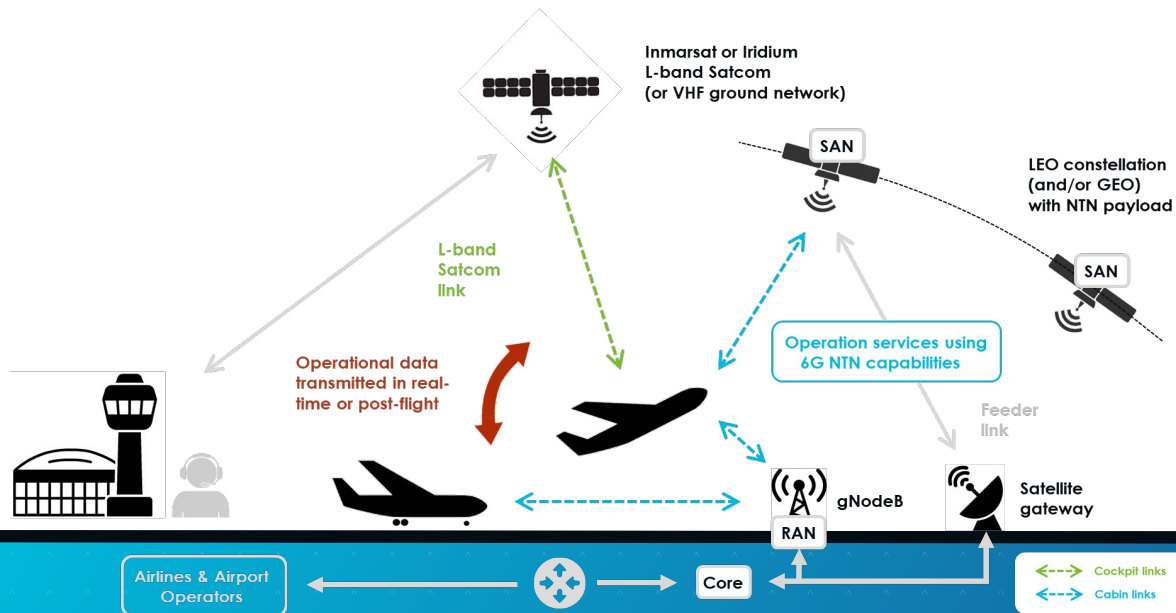 Inmarsat or Iridium
L-band Satcom
(or VHF ground network)
SAN
LEO constellation
(and/or GEO)
with NTN payload
SAN
L-band
Satcom
link
Operation services using
6G NTN capabilities
Operational data
transmitted in real-
time or post-flight
Feeder
link
gNodeB
Satellite
gateway
RAN
Airlines & Airport
Operators
Core
Cockpit links
Cabin links